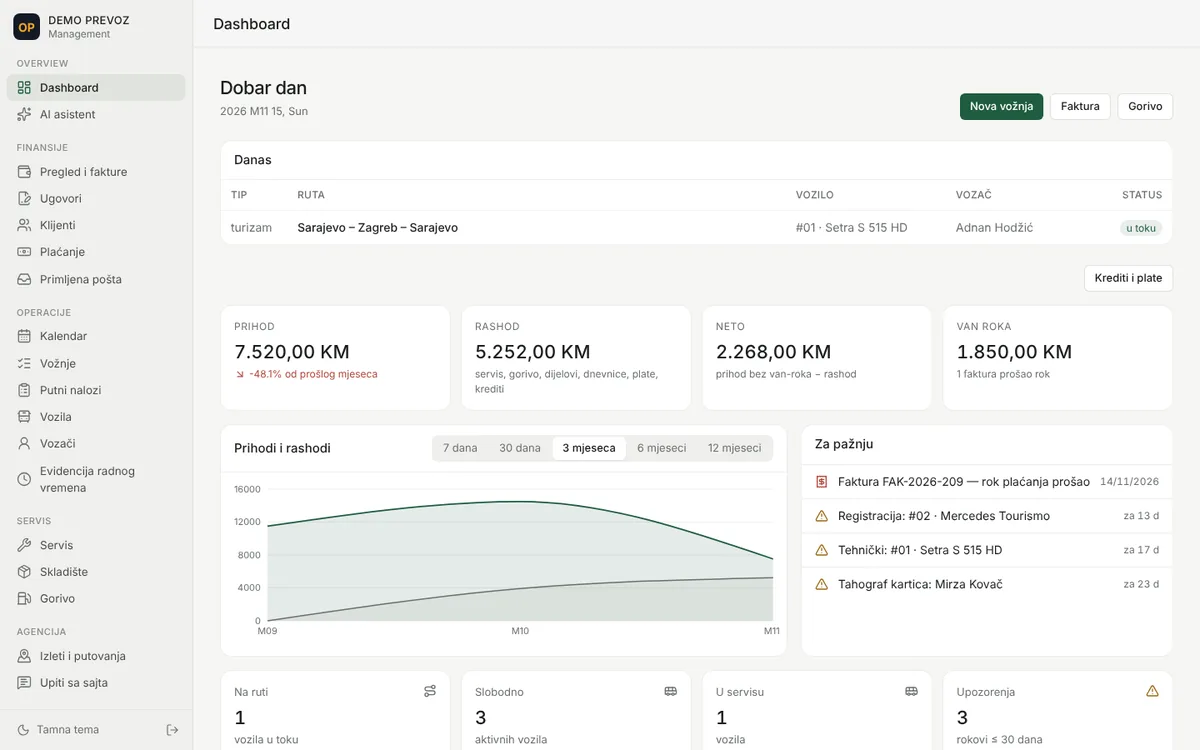 OP
DEMO PREVOZ
Management
OVERVIEW
Dashboard
AI asistent
FINANSIJE
Pregled i fakture
Ugovori
Klijenti
Plaćanje
Primljena pošta
OPERACIJE
Kalendar
Vožnje
Putni nalozi
Vozila
Vozači
Evidencija radnog
vremena
SERVIS
Servis
Skladište
Gorivo
AGENCIJA
Izleti i putovanja
Upiti sa sajta
Tamna tema
Dashboard
Dobar dan
2026 M11 15, Sun
Nova vožnja
Faktura
Gorivo
Danas
TIP RUTA VOZILO VOZAČ STATUS
turizam Sarajevo – Zagreb – Sarajevo #01 · Setra S 515 HD Adnan Hodžić u toku
Krediti i plate
PRIHOD
7.520,00 KM
-48.1% od prošlog mjeseca
RASHOD
5.252,00 KM
servis, gorivo, dijelovi, dnevnice, plate,
krediti
NETO
2.268,00 KM
prihod bez van-roka − rashod
VAN ROKA
1.850,00 KM
1 faktura prošao rok
Prihodi i rashodi
7 dana 30 dana 3 mjeseca 6 mjeseci 12 mjeseci
16000
12000
8000
4000
0
M09 M10 M11
Za pažnju
Faktura FAK-2026-209 — rok plaćanja prošao 14/11/2026
Registracija: #02 · Mercedes Tourismo za 13 d
Tehnički: #01 · Setra S 515 HD za 17 d
Tahograf kartica: Mirza Kovač za 23 d
Na ruti
1
vozila u toku
Slobodno
3
aktivnih vozila
U servisu
1
vozila
Upozorenja
3
rokovi ≤ 30 dana